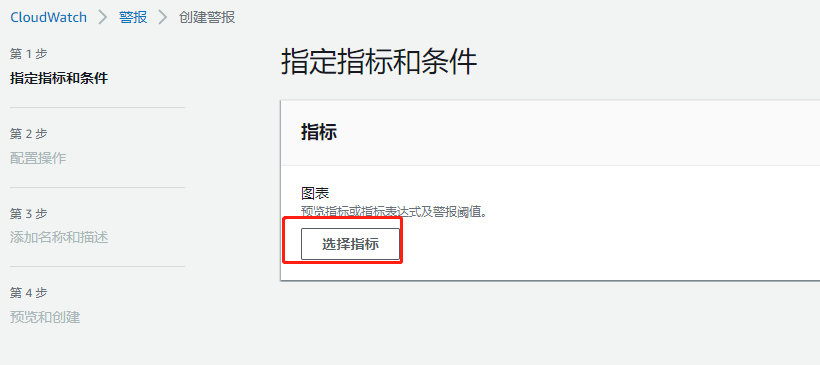 CloudWatch > 警报 > 创建警报
第 1 步
指定指标和条件
第 2 步
配置操作
第 3 步
添加名称和描述
第 4 步
预览和创建
指定指标和条件
指标
图表
预览指标或指标表达式及警报阈值。
选择指标